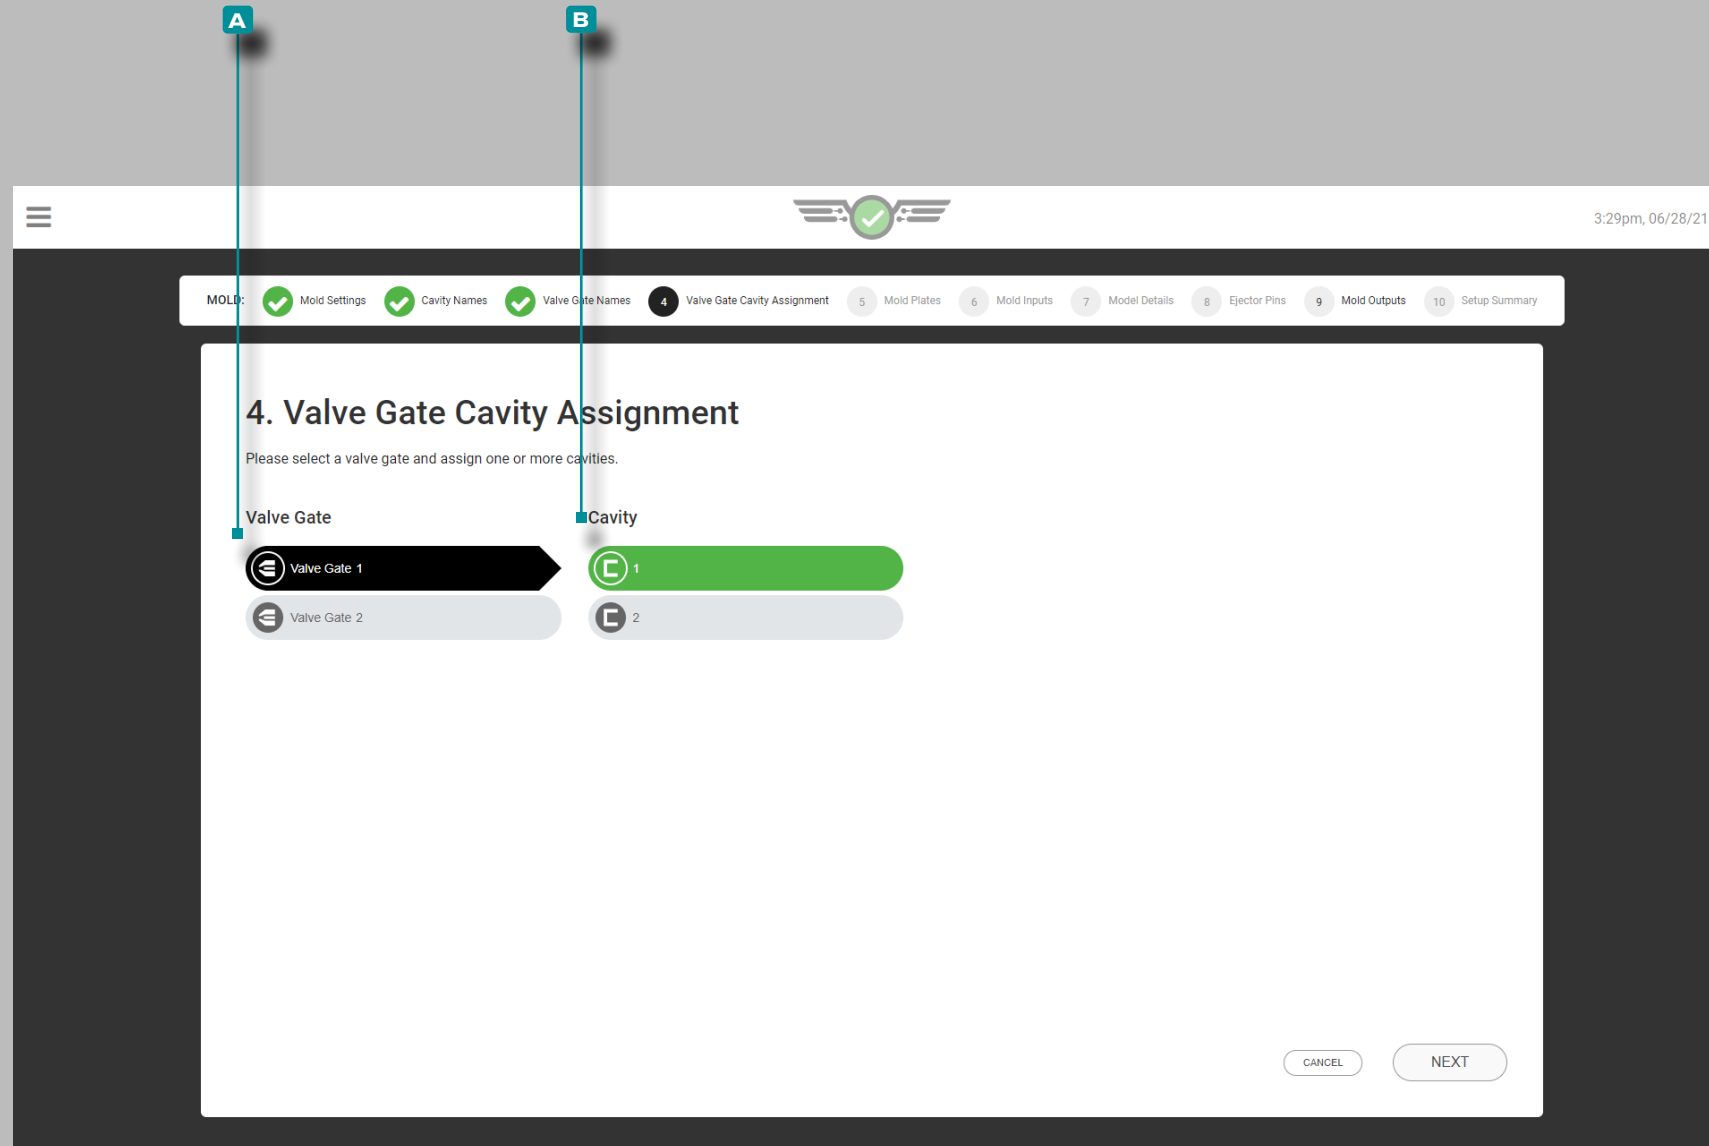 A B
3:29pm, 06/28/21
MOLD: Mold Settings Cavity Names Valve Gate Names 4 Valve Gate Cavity Assignment 5 Mold Plates 6 Mold Inputs 7 Model Details 8 Ejector Pins 9 Mold Outputs 10 Setup Summary
4. Valve Gate Cavity Assignment
Please select a valve gate and assign one or more cavities.
Valve Gate Cavity
Valve Gate 1 1
Valve Gate 2 2
CANCEL NEXT